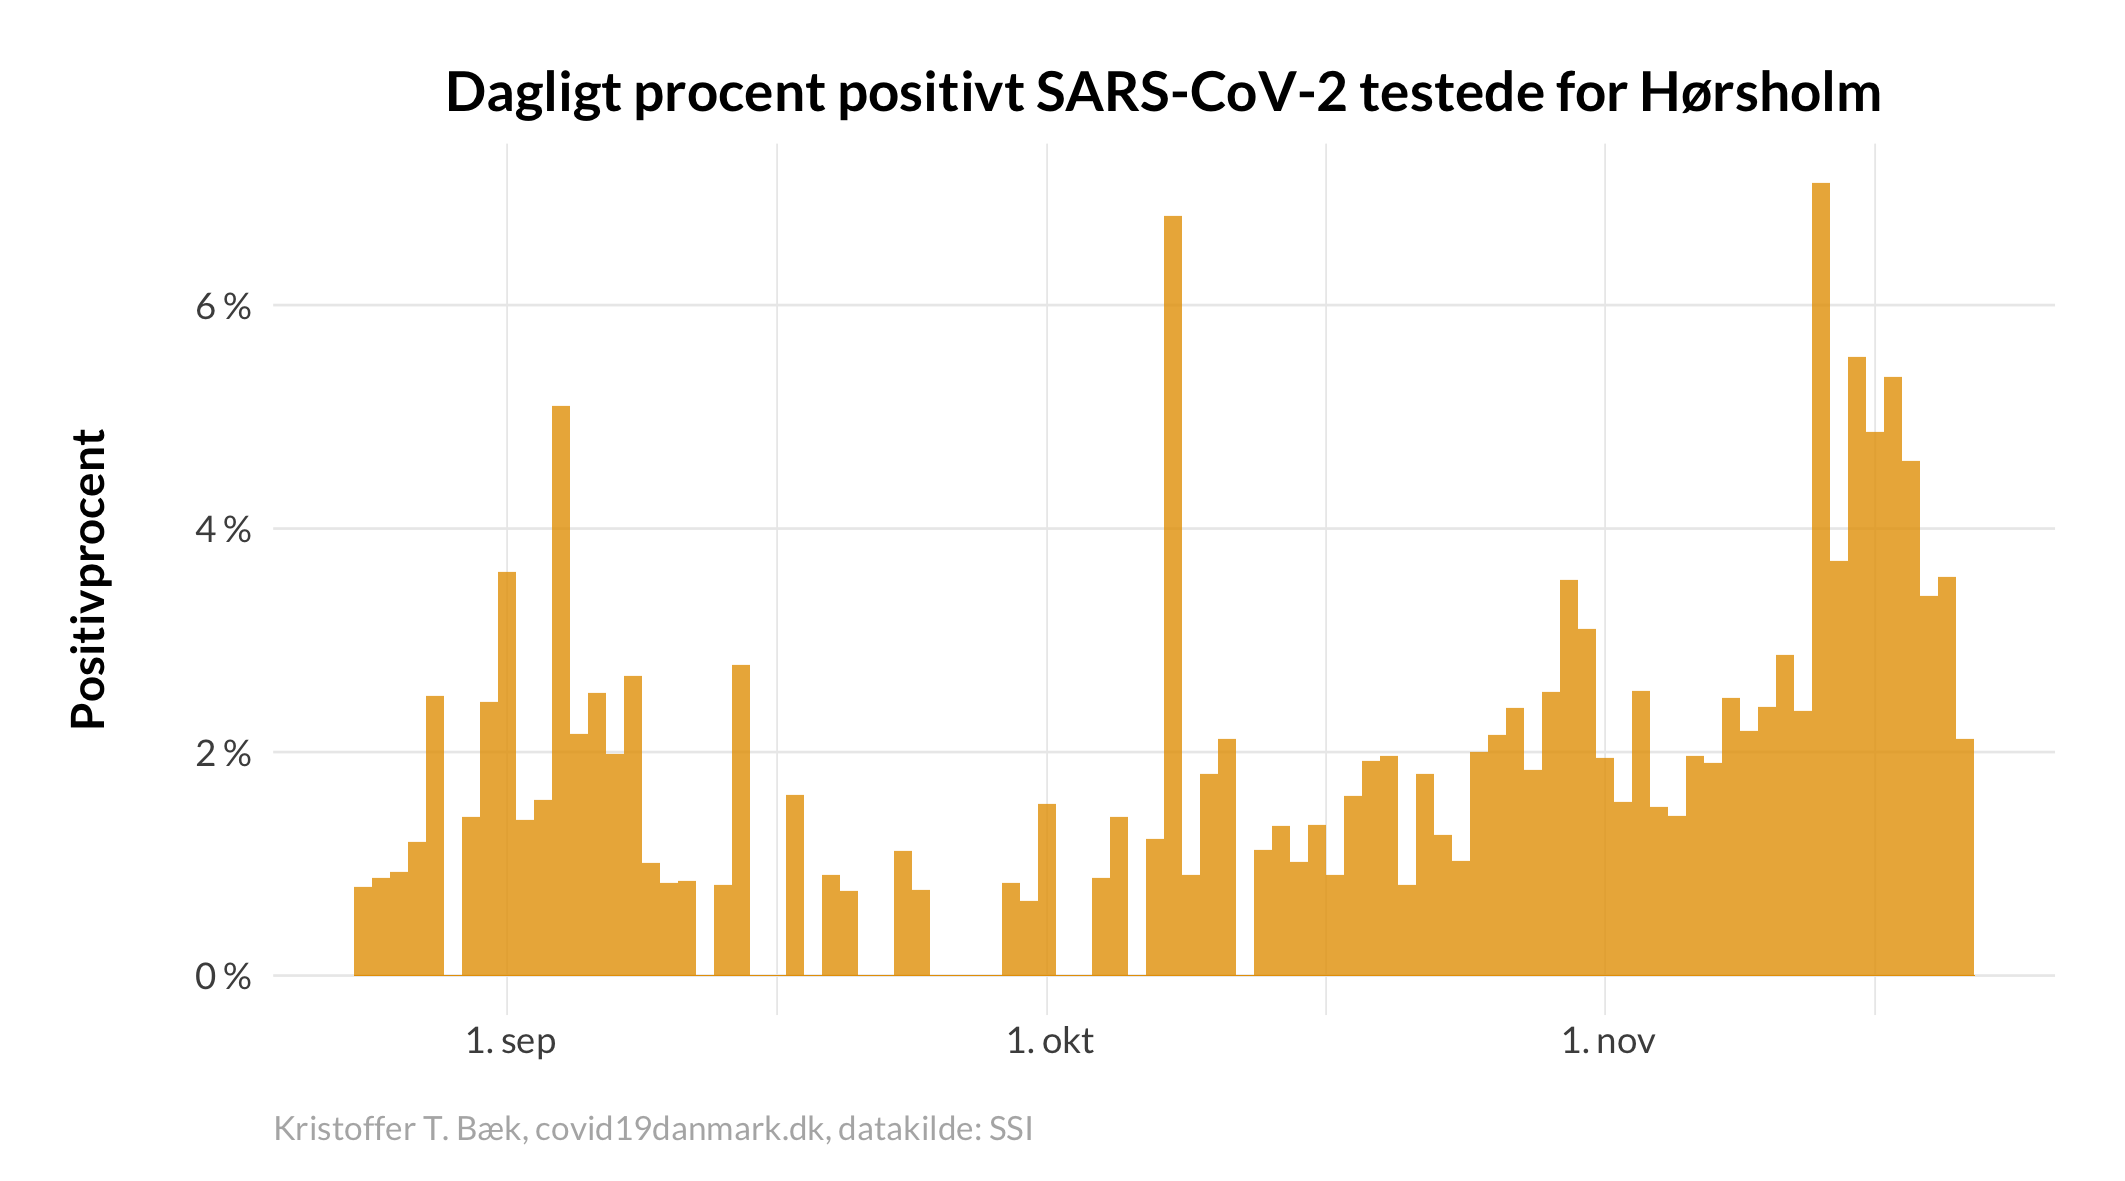 Dagligt procent positivt SARS-CoV-2 testede for Hørsholm
Positivprocent
6 %
4 %
2 %
0 %
1. sep
1. okt
1. nov
Kristoffer T. Bæk, covid19danmark.dk, datakilde: SSI